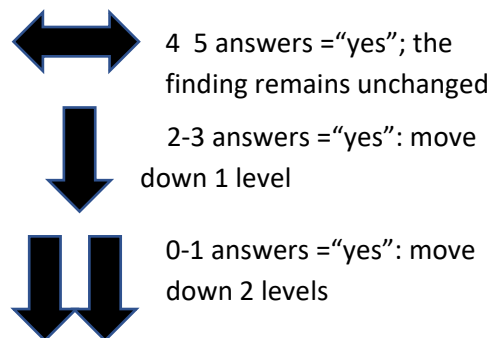 4 5 answers =“yes”; the
finding remains unchanged
2-3 answers =“yes”: move
down 1 level
0-1 answers =“yes”: move
down 2 levels